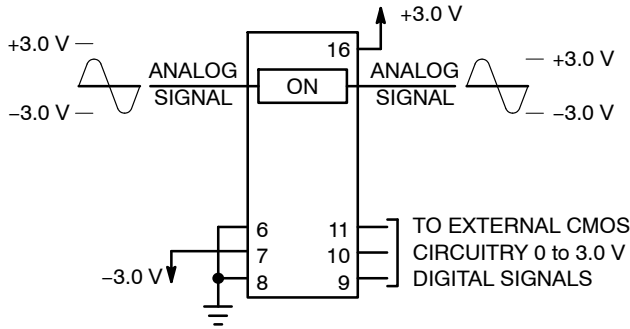 +3.0 V
+3.0 V
16
+3.0 V
ANALOG
SIGNAL
ON
ANALOG
SIGNAL
−3.0 V
−3.0 V
6
11
TO EXTERNAL CMOS
7
10
CIRCUITRY 0 to 3.0 V
−3.0 V
8
9
DIGITAL SIGNALS